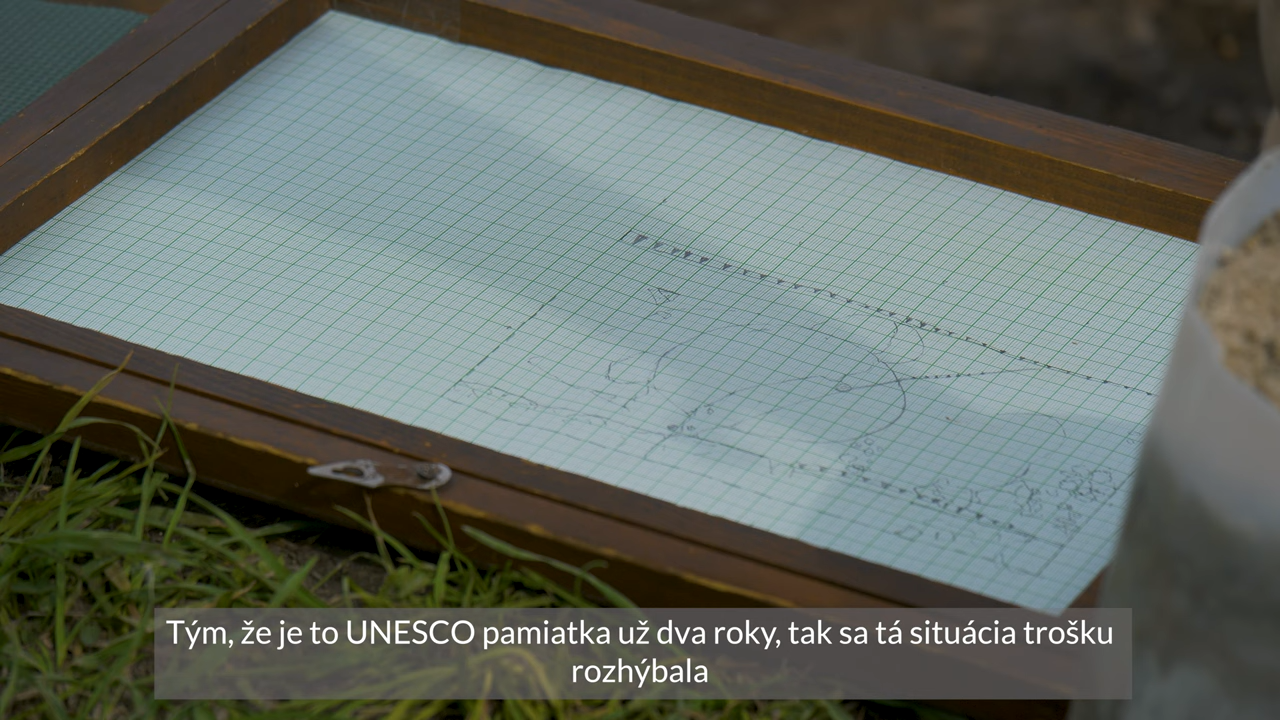 Tým, že je to UNESCO pamiatka už dva roky, tak sa tá situácia trošku
rozhýbala